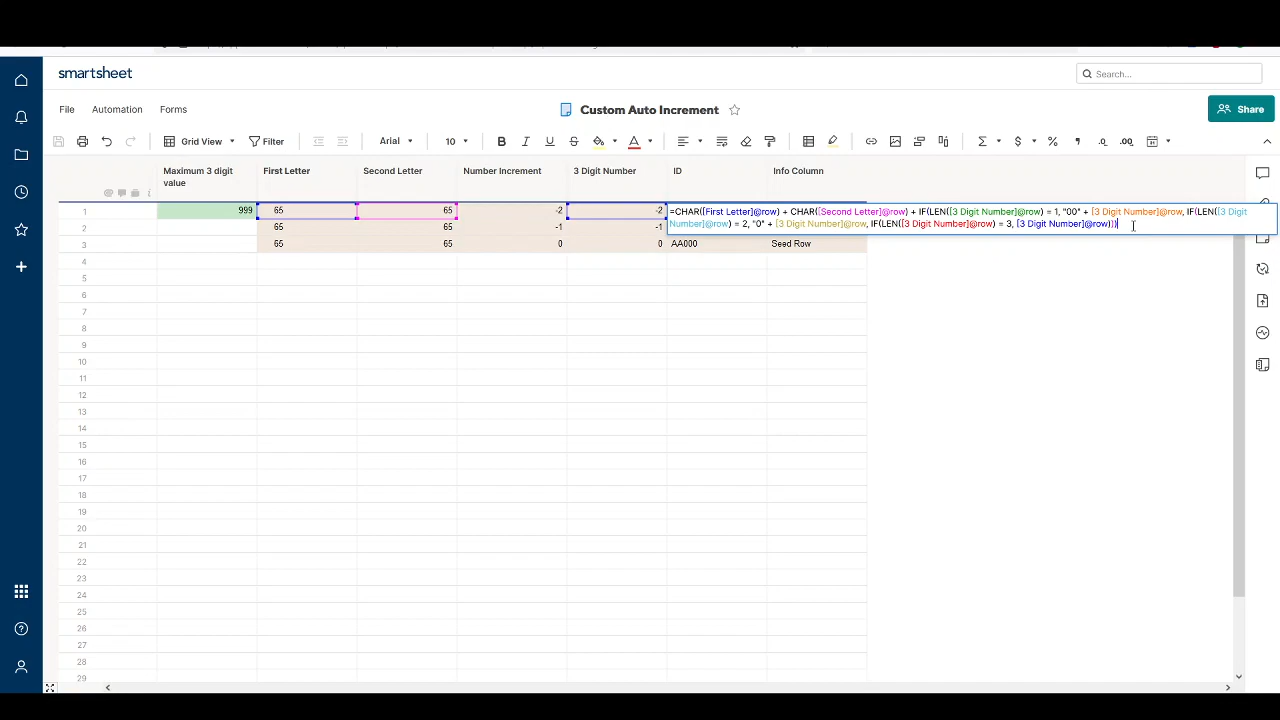 smartsheet
Search...
File Automation Forms
Custom Auto Increment
Share
Grid View Filter Arial 10 B I U S A Σ $ % , .0 .00
Maximum 3 digit value First Letter Second Letter Number Increment 3 Digit Number ID Info Column
1 999 65 65 -2 -2 =CHAR([First Letter]@row) + CHAR([Second Letter]@row) + IF(LEN([3 Digit Number]@row) = 1, "00" + [3 Digit Number]@row, IF(LEN([3 Digit
Number]@row) = 2, "0" + [3 Digit Number]@row, IF(LEN([3 Digit Number]@row) = 3, [3 Digit Number]@row)))
2 65 65 -1 -1
3 65 65 0 0 AA000 Seed Row
4
5
6
7
8
9
10
11
12
13
14
15
16
17
18
19
20
21
22
23
24
25
26
27
28
29